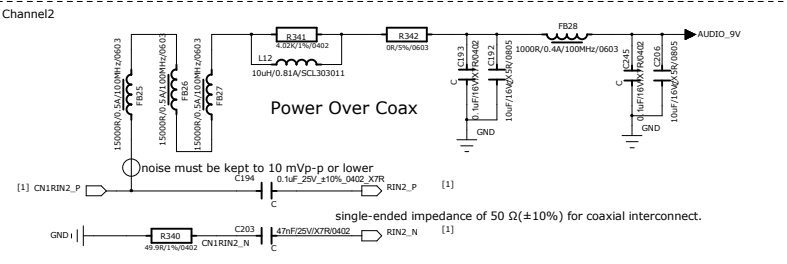 Channel2
R341
4.02K/1%/0402
L12
10uH/0.81A/SCL303011
R342
0R/5%/0603
FB28
1000R/0.4A/100MHz/0603
AUDIO_9V
15000R/0.5A/100MHz/0603
FB25
15000R/0.5A/100MHz/0603
FB26
15000R/0.5A/100MHz/0603
FB27
C193
C
0.1uF/16V/X7R/0402
C192
10uF/16V/X5R/0805
C245
C
0.1uF/16V/X7R/0402
C206
10uF/16V/X5R/0805
Power Over Coax
GND
GND
noise must be kept to 10 mVp-p or lower
[1] CN1RIN2_P
C194
C
0.1uF_25V_±10%_0402_X7R
RIN2_P
[1]
single-ended impedance of 50 Ω(±10%) for coaxial interconnect.
GND
R340
49.9R/1%/0402
CN1RIN2_N
C203
C
47nF/25V/X7R/0402
RIN2_N
[1]